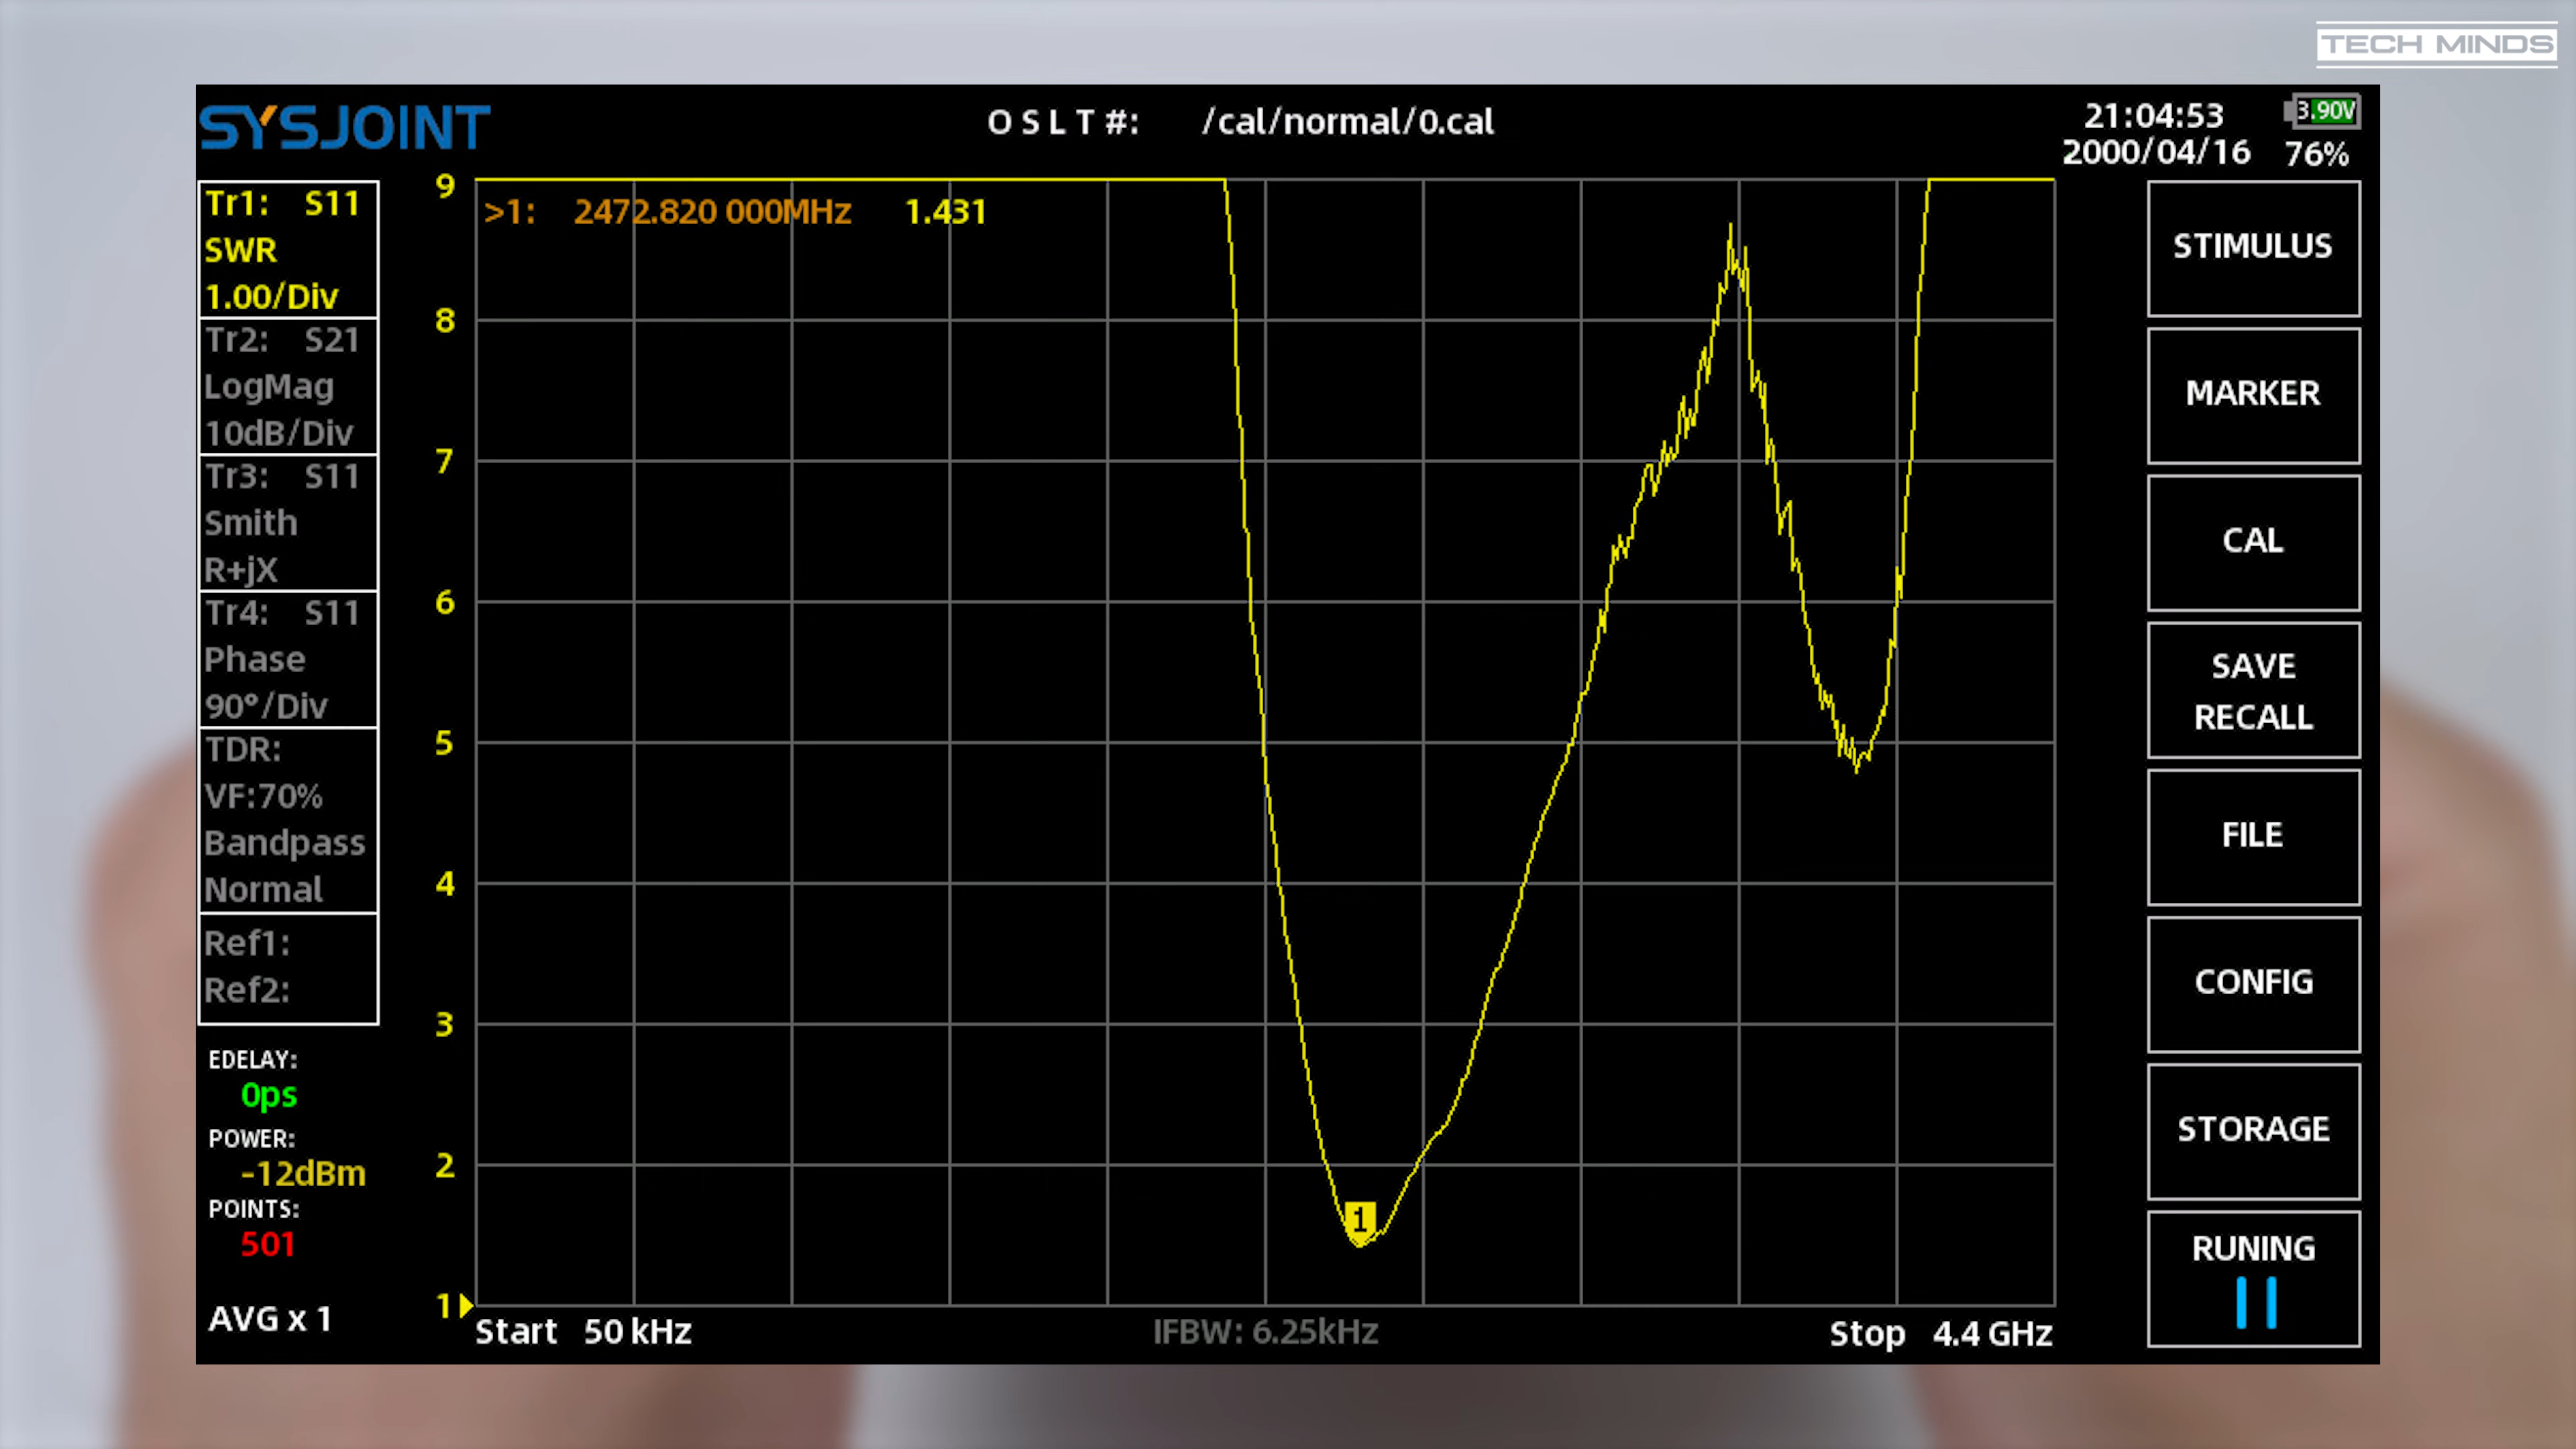 TECH MINDS
SYSJOINT
O S L T #: /cal/normal/0.cal
21:04:53
3.90V
2000/04/16 76%
Tr1: S11
SWR
1.00/Div
Tr2: S21
LogMag
10dB/Div
Tr3: S11
Smith
R+jX
Tr4: S11
Phase
90°/Div
TDR:
VF:70%
Bandpass
Normal
Ref1:
Ref2:
EDELAY:
0ps
POWER:
-12dBm
POINTS:
501
AVG x 1
9
8
7
6
5
4
3
2
1
>1: 2472.820 000MHz 1.431
1
Start 50 kHz
IFBW: 6.25kHz
Stop 4.4 GHz
STIMULUS
MARKER
CAL
SAVE
RECALL
FILE
CONFIG
STORAGE
RUNING